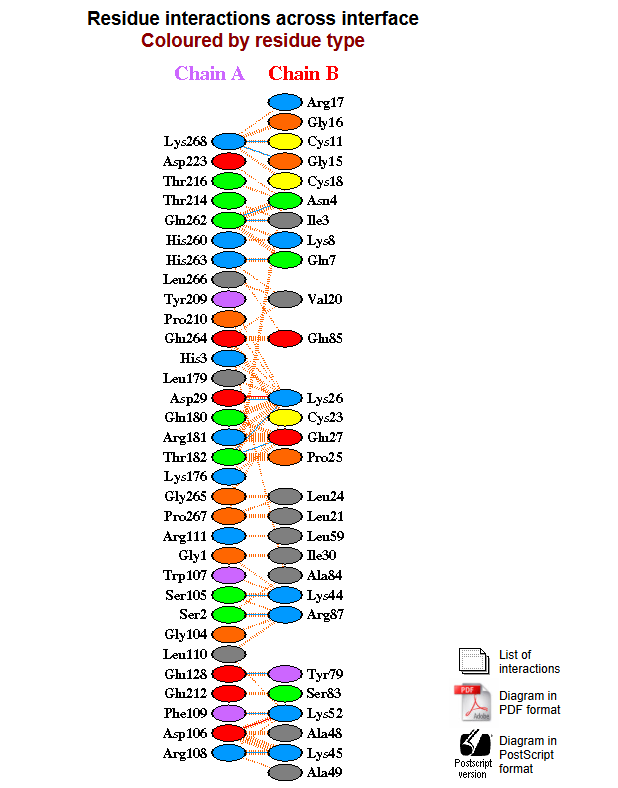 Residue interactions across interface
Coloured by residue type
Chain A Chain B
Arg17
Gly16
Lys268 Cys11
Asp223 Gly15
Thr216 Cys18
Thr214 Asn4
Gln262 Ile3
His260 Lys8
His263 Gln7
Leu266
Tyr209 Val20
Pro210
Glu264 Glu85
His3
Leu179
Asp29 Lys26
Gln180 Cys23
Arg181 Glu27
Thr182 Pro25
Lys176
Gly265 Leu24
Pro267 Leu21
Arg111 Leu59
Gly1 Ile30
Trp107 Ala84
Ser105 Lys44
Ser2 Arg87
Gly104
Leu110
Glu128 Tyr79
Glu212 Ser83
Phe109 Lys52
Asp106 Ala48
Arg108 Lys45
Ala49
List of
interactions
PDF
Adobe
Diagram in
PDF format
Postscript
version
Diagram in
PostScript
format